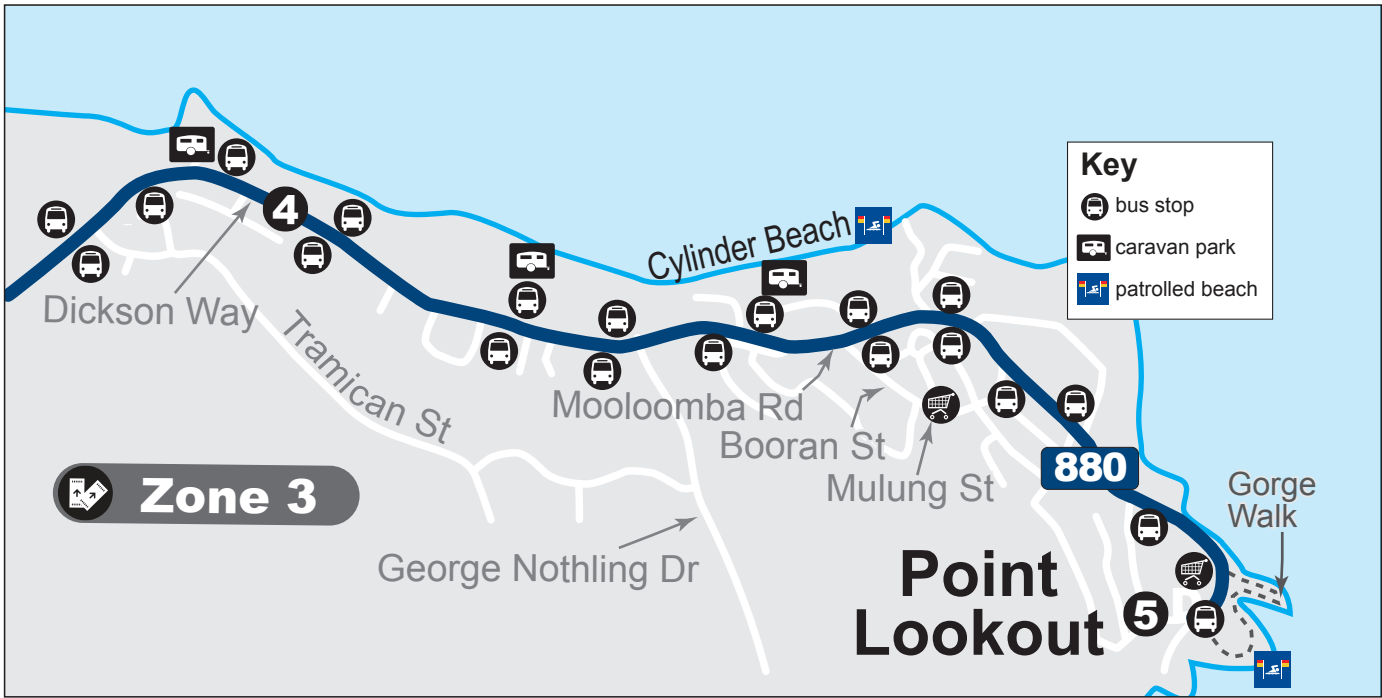 Key
bus stop
caravan park
patrolled beach
4
Cylinder Beach
Dickson Way
Tramican St
Mooloomba Rd
Booran St
Mulung St
880
Zone 3
Gorge
Walk
George Nothling Dr
Point
Lookout
5